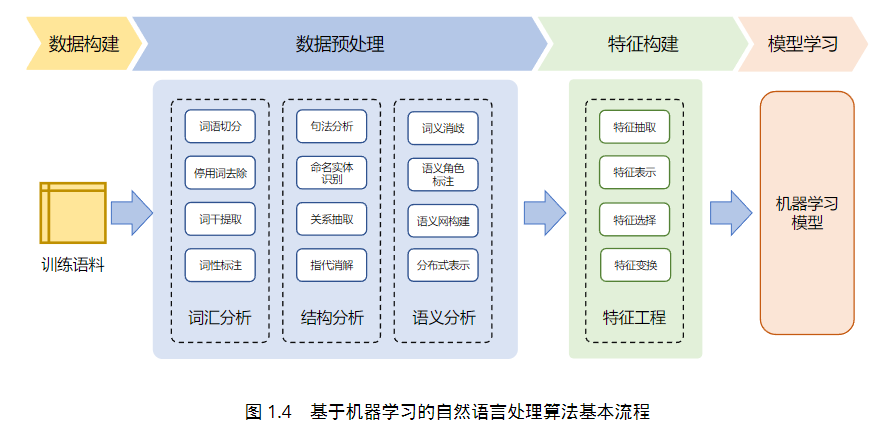 数据构建
数据预处理
特征构建
模型学习
训练语料
词语切分
停用词去除
词干提取
词性标注
词汇分析
句法分析
命名实体
识别
关系抽取
指代消解
结构分析
词义消歧
语义角色
标注
语义网构建
分布式表示
语义分析
特征抽取
特征表示
特征选择
特征变换
特征工程
机器学习
模型
图 1.4 基于机器学习的自然语言处理算法基本流程